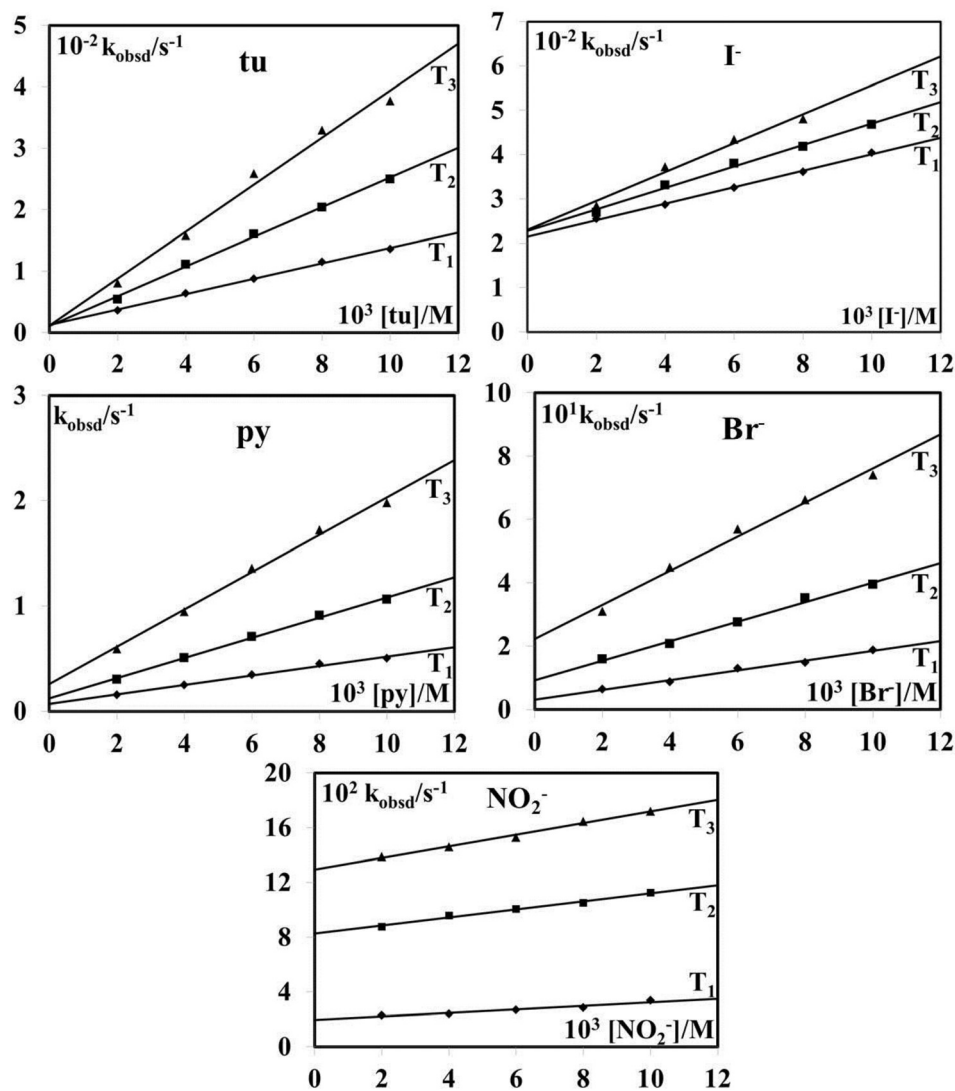 5
10⁻² k_obsd/s⁻¹
tu
4
T₃
3
T₂
2
T₁
1
10³ [tu]/M
0
0 2 4 6 8 10 12
7
10⁻² k_obsd/s⁻¹
I⁻
6
T₃
5
T₂
4
T₁
3
2
1
10³ [I⁻]/M
0
0 2 4 6 8 10 12
3
k_obsd/s⁻¹
py
T₃
2
T₂
1
T₁
10³ [py]/M
0
0 2 4 6 8 10 12
10
10¹k_obsd/s⁻¹
Br⁻
8
T₃
6
4
T₂
2
T₁
10³ [Br⁻]/M
0
0 2 4 6 8 10 12
20
10² k_obsd/s⁻¹
NO₂⁻
16
T₃
12
T₂
8
4
T₁
10³ [NO₂⁻]/M
0
0 2 4 6 8 10 12